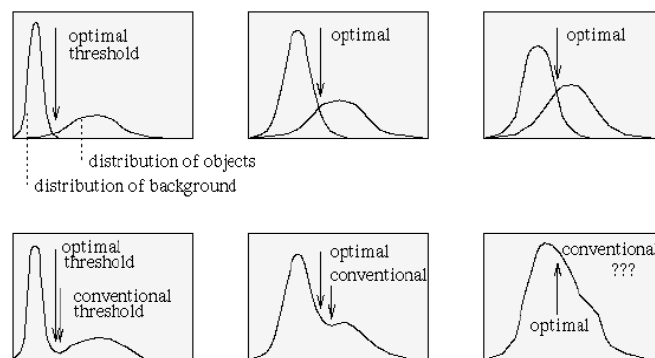 optimal
threshold
optimal
optimal
distribution of objects
distribution of background
optimal
threshold
conventional
threshold
optimal
conventional
conventional
???
optimal